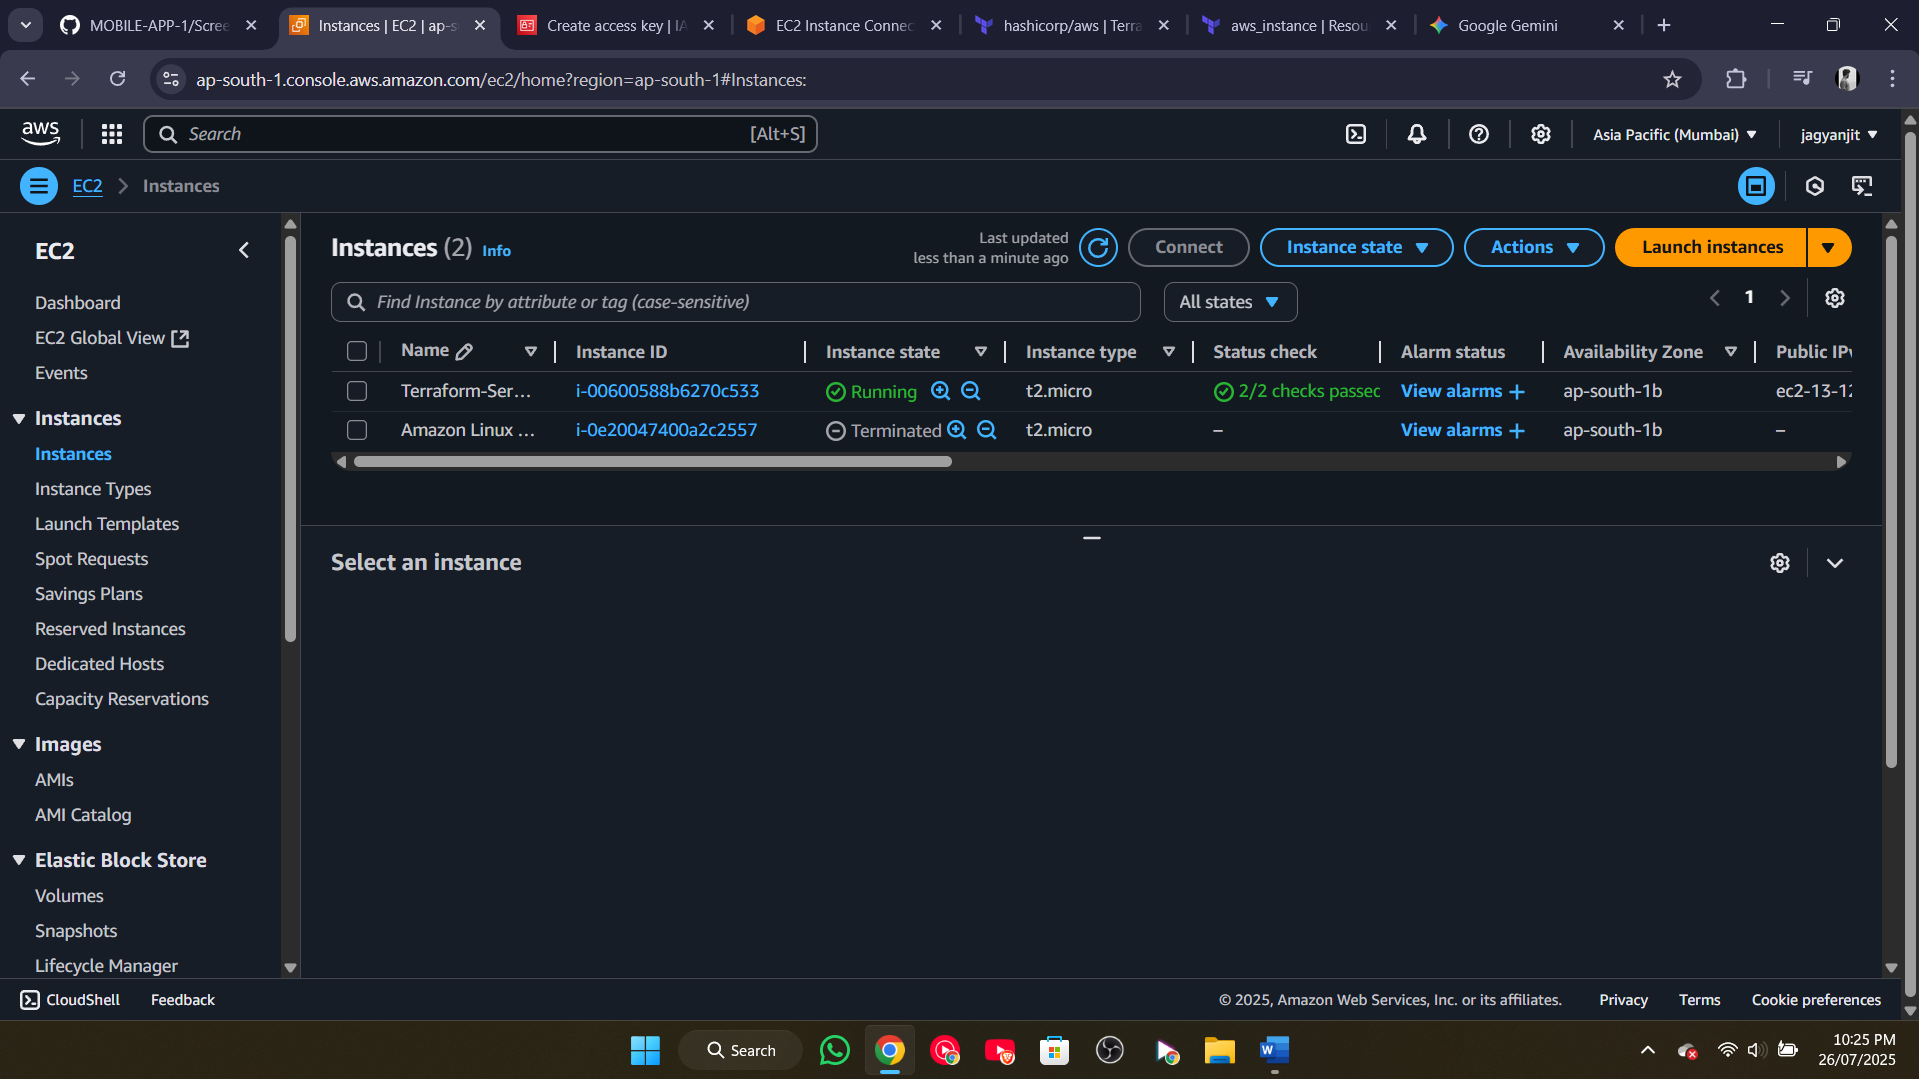 MOBILE-APP-1/Scree
Instances | EC2 | ap-s
Create access key | IA
EC2 Instance Connec
hashicorp/aws | Terra
aws_instance | Resou
Google Gemini
ap-south-1.console.aws.amazon.com/ec2/home?region=ap-south-1#Instances:
aws
Search
[Alt+S]
Asia Pacific (Mumbai)
jagyanjit
EC2
Instances
EC2
Dashboard
EC2 Global View
Events
Instances
Instances
Instance Types
Launch Templates
Spot Requests
Savings Plans
Reserved Instances
Dedicated Hosts
Capacity Reservations
Images
AMIs
AMI Catalog
Elastic Block Store
Volumes
Snapshots
Lifecycle Manager
Instances (2) Info
Last updated
less than a minute ago
Connect
Instance state
Actions
Launch instances
Find Instance by attribute or tag (case-sensitive)
All states
1
Name Instance ID Instance state Instance type Status check Alarm status Availability Zone Public IPv
Terraform-Ser... i-00600588b6270c533 Running t2.micro 2/2 checks passec View alarms + ap-south-1b ec2-13-12
Amazon Linux ... i-0e20047400a2c2557 Terminated t2.micro – View alarms + ap-south-1b –
Select an instance
CloudShell
Feedback
© 2025, Amazon Web Services, Inc. or its affiliates.
Privacy
Terms
Cookie preferences
Search
10:25 PM
26/07/2025